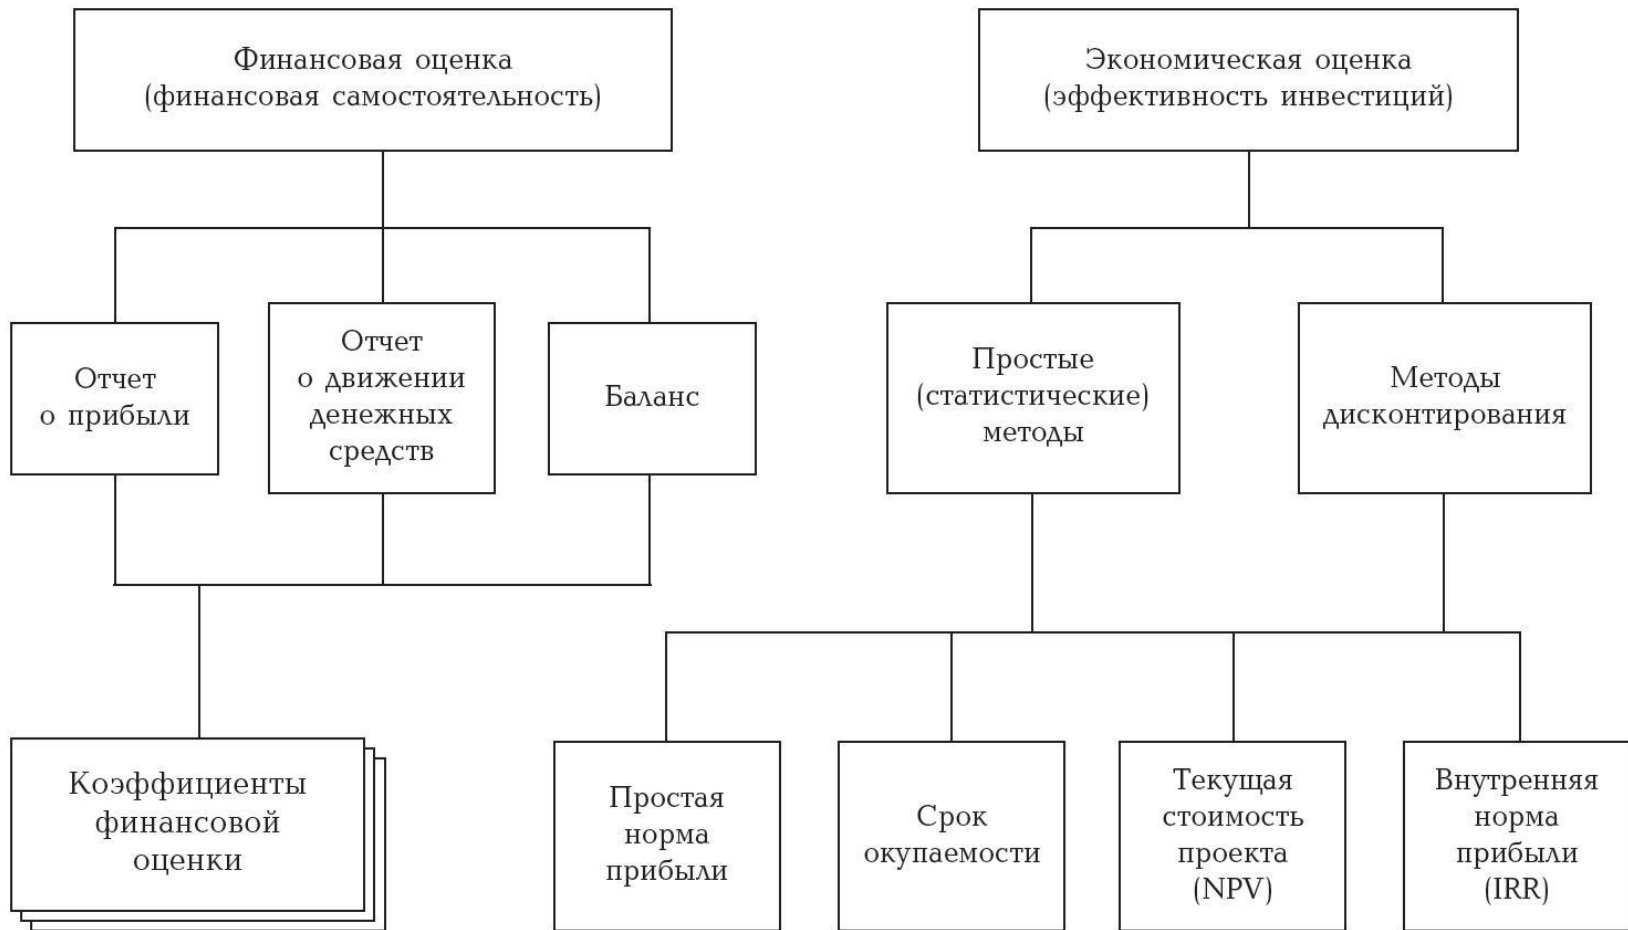 Финансовая оценка
(финансовая самостоятельность)
Экономическая оценка
(эффективность инвестиций)
Отчет
о прибыли
Отчет
о движении
денежных
средств
Баланс
Простые
(статистические)
методы
Методы
дисконтирования
Коэффициенты
финансовой
оценки
Простая
норма
прибыли
Срок
окупаемости
Текущая
стоимость
проекта
(NPV)
Внутренняя
норма
прибыли
(IRR)